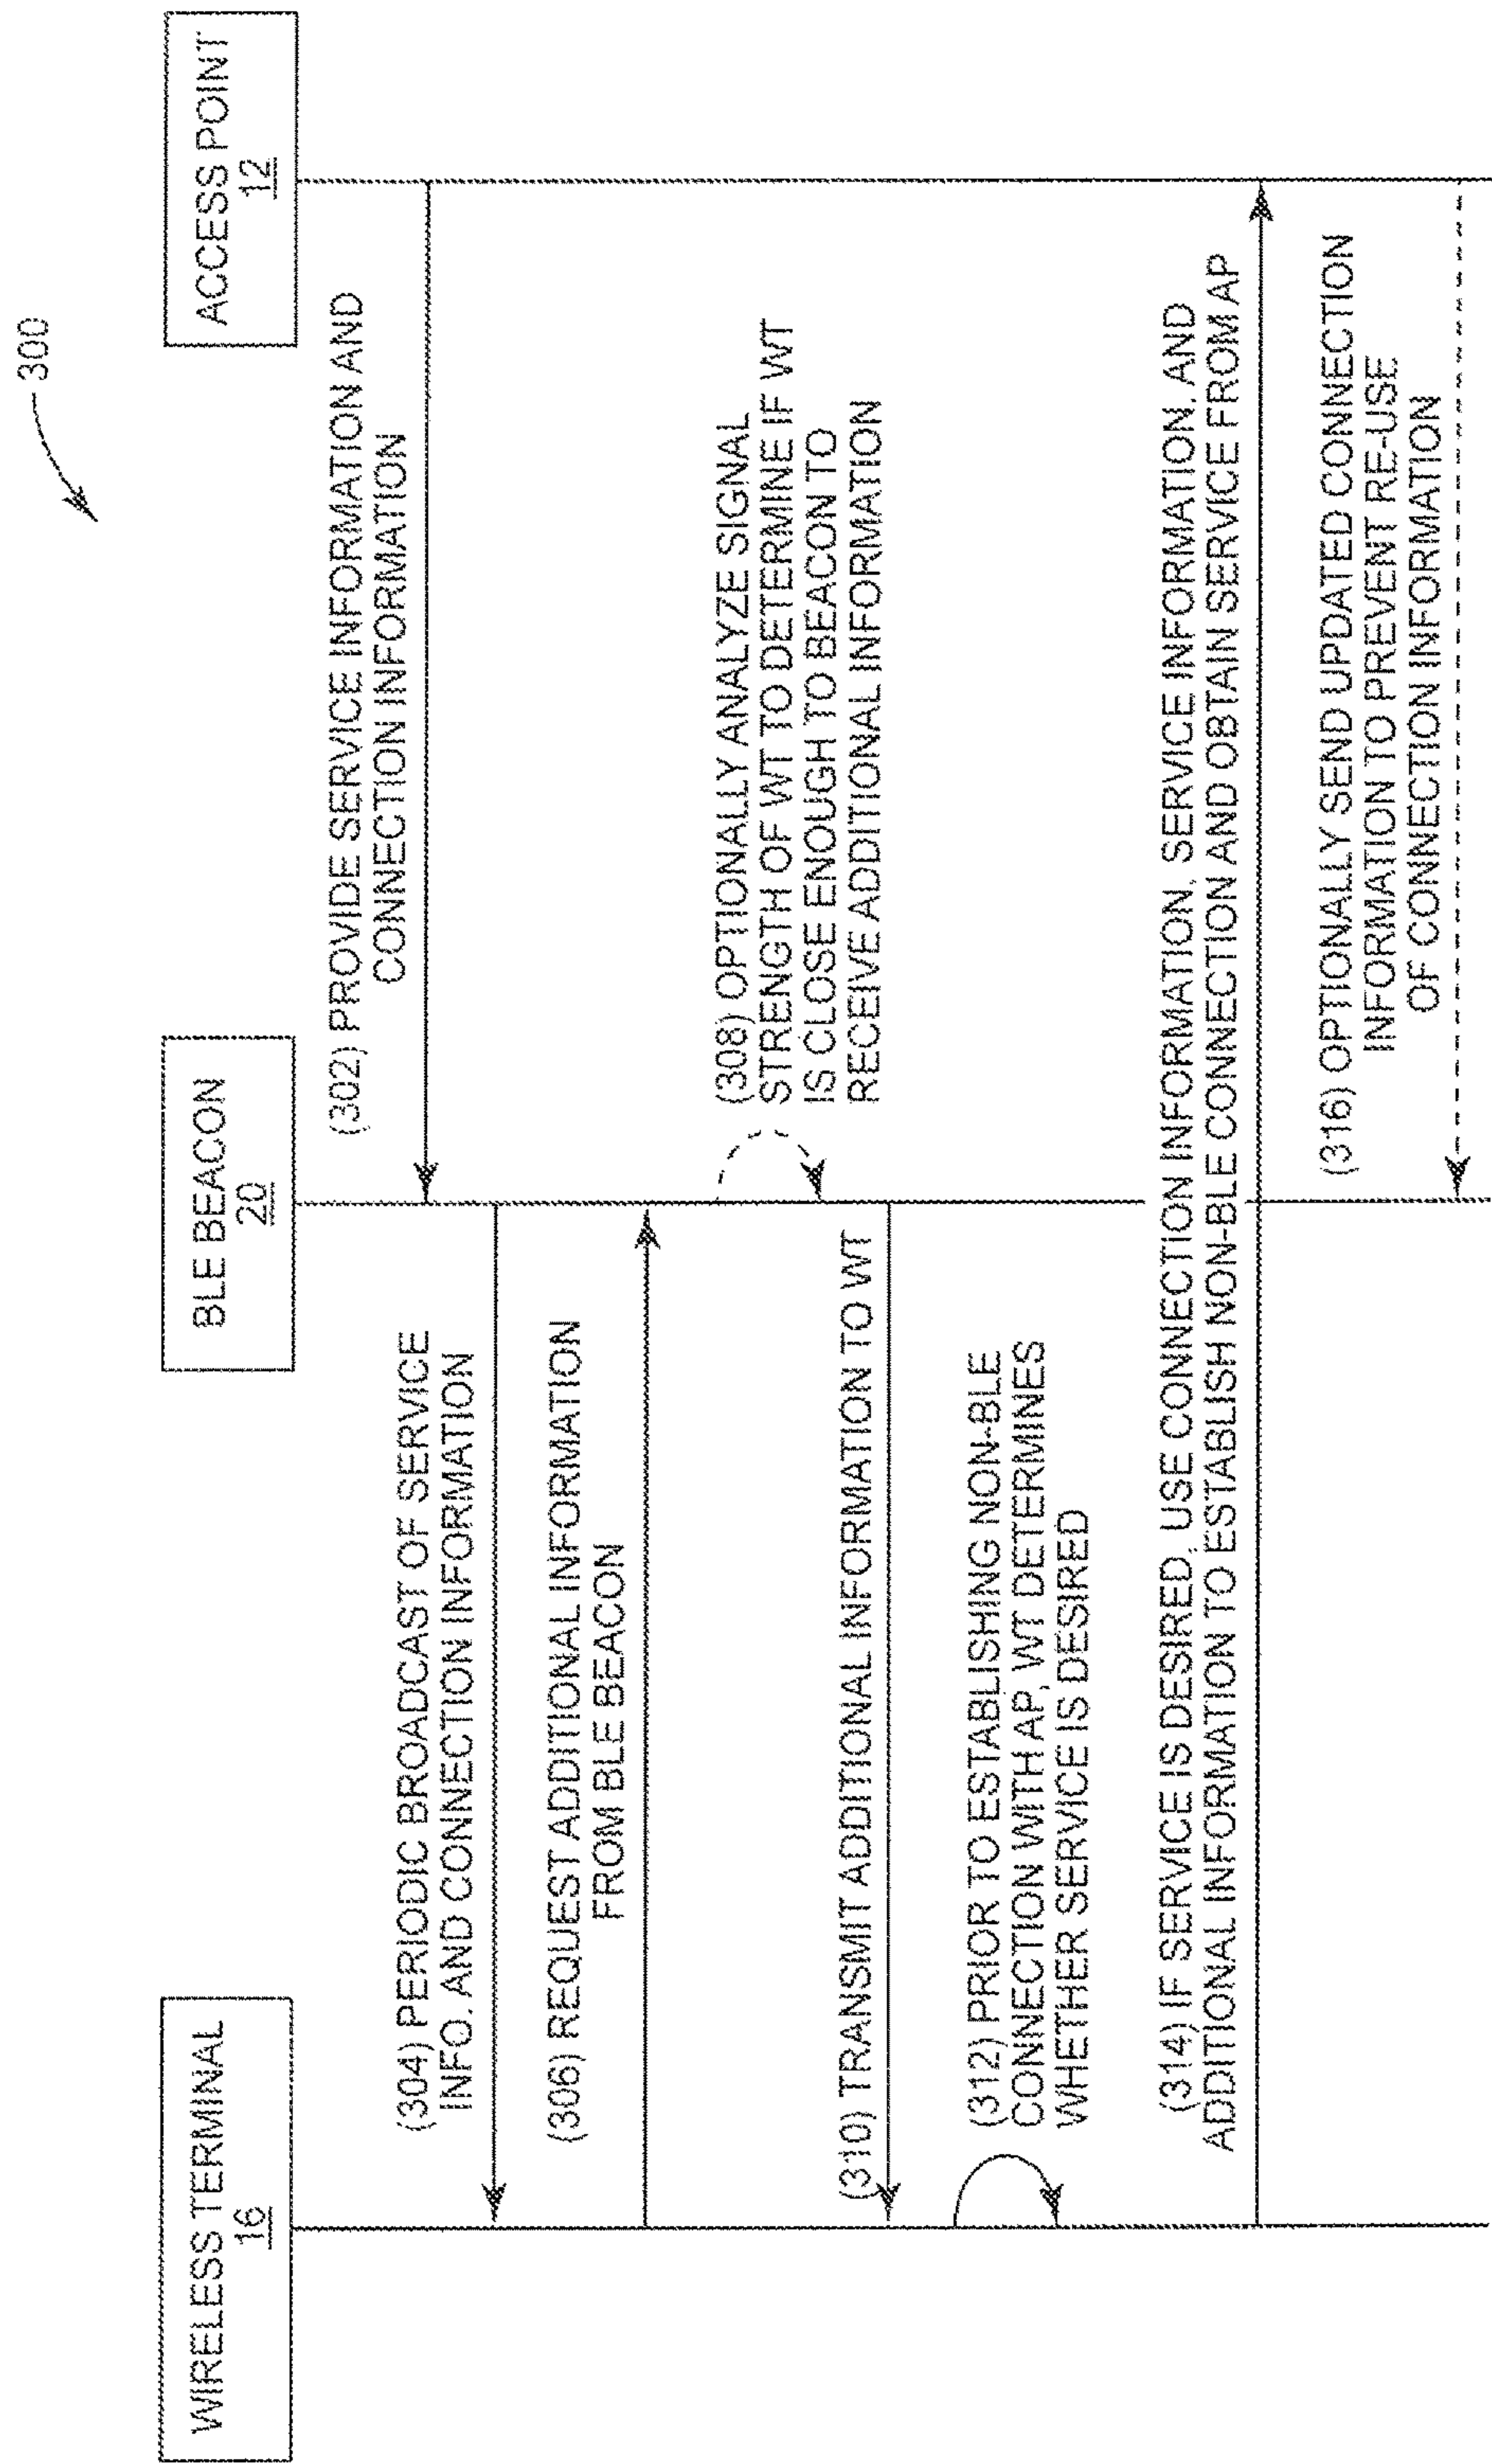 300
WIRELESS TERMINAL
16
BLE BEACON
20
ACCESS POINT
12
(302) PROVIDE SERVICE INFORMATION AND
CONNECTION INFORMATION
(304) PERIODIC BROADCAST OF SERVICE
INFO. AND CONNECTION INFORMATION
(306) REQUEST ADDITIONAL INFORMATION
FROM BLE BEACON
(308) OPTIONALLY ANALYZE SIGNAL
STRENGTH OF WT TO DETERMINE IF WT
IS CLOSE ENOUGH TO BEACON TO
RECEIVE ADDITIONAL INFORMATION
(310) TRANSMIT ADDITIONAL INFORMATION TO WT
(312) PRIOR TO ESTABLISHING NON-BLE
CONNECTION WITH AP, WT DETERMINES
WHETHER SERVICE IS DESIRED
(314) IF SERVICE IS DESIRED, USE CONNECTION INFORMATION, SERVICE INFORMATION, AND
ADDITIONAL INFORMATION TO ESTABLISH NON-BLE CONNECTION AND OBTAIN SERVICE FROM AP
(316) OPTIONALLY SEND UPDATED CONNECTION
INFORMATION TO PREVENT RE-USE
OF CONNECTION INFORMATION